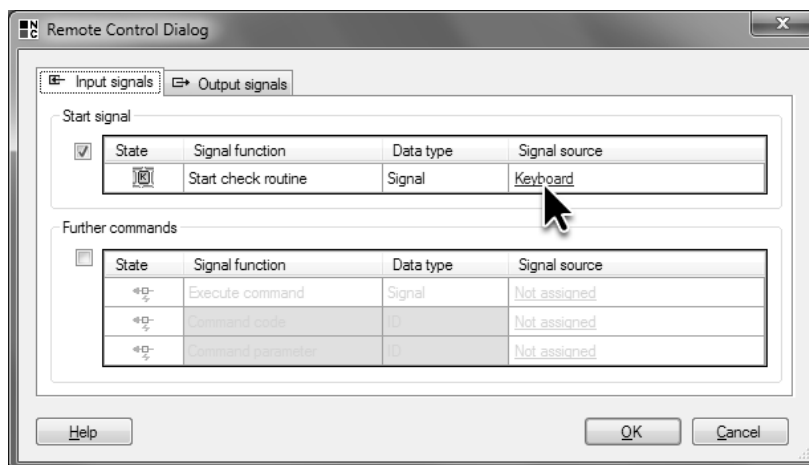 NC Remote Control Dialog X
Input signals Output signals
Start signal
State Signal function Data type Signal source
K Start check routine Signal Keyboard
Further commands
State Signal function Data type Signal source
Execute command Signal Not assigned
Command code ID Not assigned
Command parameter ID Not assigned
Help OK Cancel